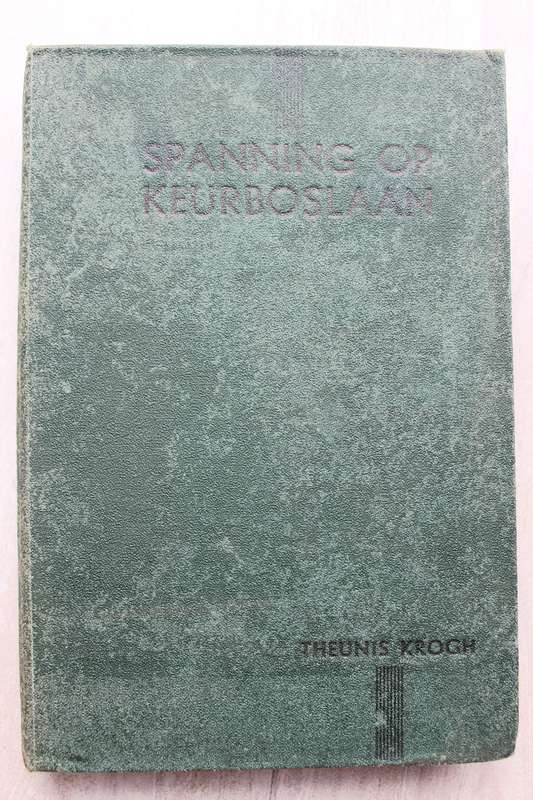 SPANNING OP
KEURBOSLAAN
THEUNIS KROGH